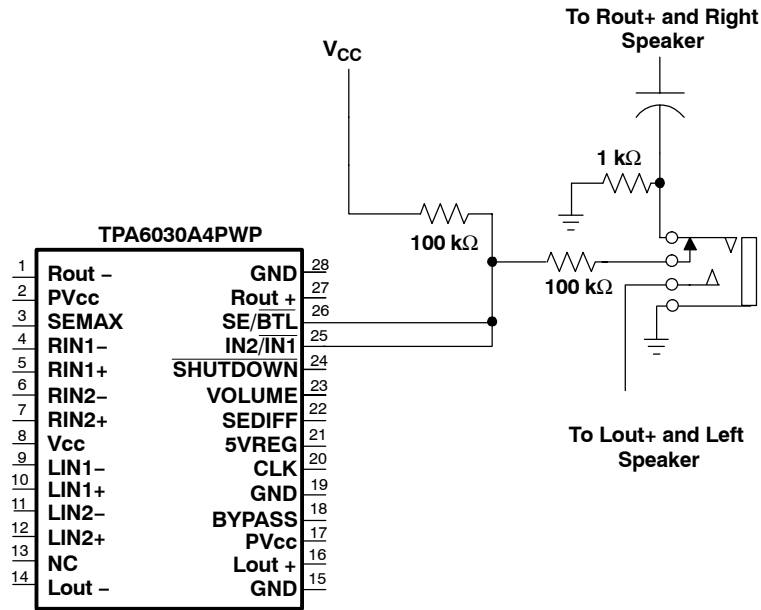 To Rout+ and Right
Speaker
VCC
1 kΩ
100 kΩ
100 kΩ
TPA6030A4PWP
1 Rout − GND 28
2 PVcc Rout + 27
3 SEMAX SE/BTL 26
4 RIN1− IN2/IN1 25
5 RIN1+ SHUTDOWN 24
6 RIN2− VOLUME 23
7 RIN2+ SEDIFF 22
8 Vcc 5VREG 21
9 LIN1− CLK 20
10 LIN1+ GND 19
11 LIN2− BYPASS 18
12 LIN2+ PVcc 17
13 NC Lout + 16
14 Lout − GND 15
To Lout+ and Left
Speaker